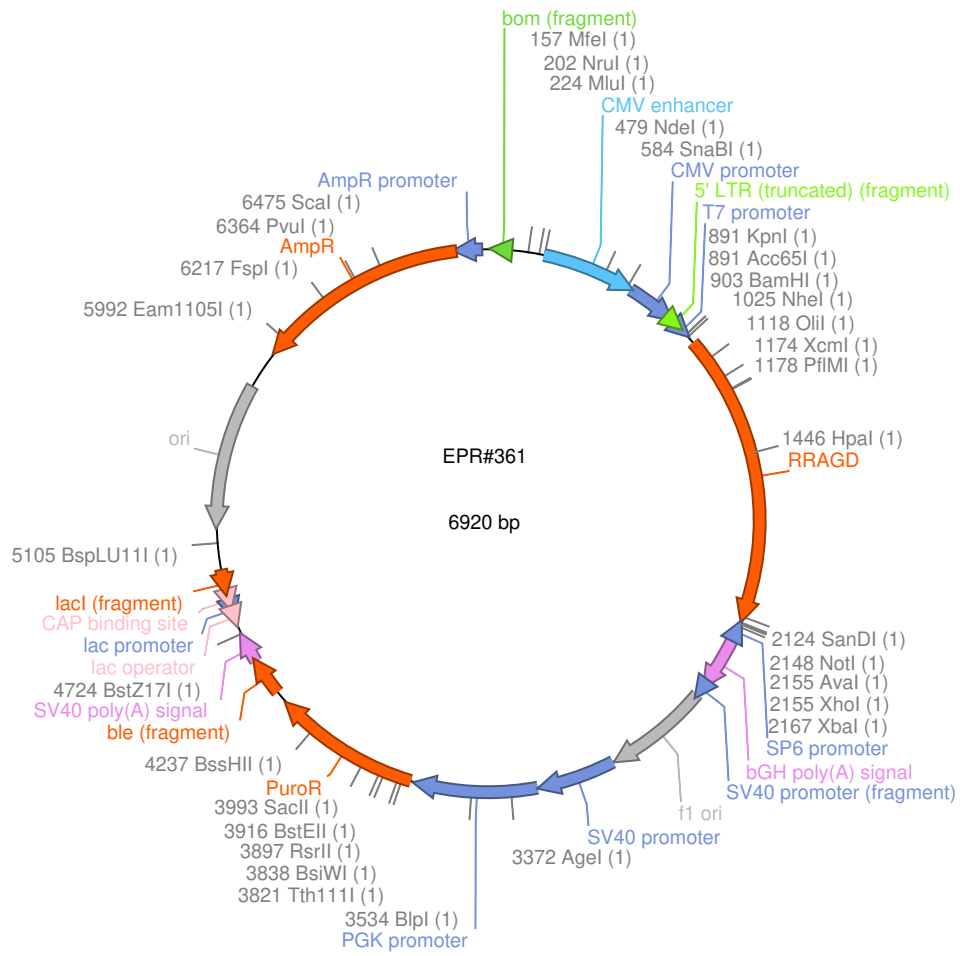 bom (fragment)
157 MfeI (1)
202 NruI (1)
224 MluI (1)
CMV enhancer
479 NdeI (1)
584 SnaBI (1)
CMV promoter
5' LTR (truncated) (fragment)
T7 promoter
891 KpnI (1)
891 Acc65I (1)
903 BamHI (1)
1025 NheI (1)
1118 OliI (1)
1174 XcmI (1)
1178 PflMI (1)
1446 HpaI (1)
RRAGD
2124 SanDI (1)
2148 NotI (1)
2155 AvaI (1)
2155 XhoI (1)
2167 XbaI (1)
SP6 promoter
bGH poly(A) signal
SV40 promoter (fragment)
f1 ori
SV40 promoter
3372 AgeI (1)
3534 BlpI (1)
PGK promoter
3821 Tth111I (1)
3838 BsiWI (1)
3897 RsrII (1)
3916 BstEII (1)
3993 SacII (1)
PuroR
4237 BssHII (1)
ble (fragment)
SV40 poly(A) signal
4724 BstZ17I (1)
lac operator
lac promoter
CAP binding site
lacI (fragment)
5105 BspLU11I (1)
ori
5992 Eam1105I (1)
6217 FspI (1)
AmpR
6364 PvuI (1)
6475 ScaI (1)
AmpR promoter
EPR#361
6920 bp